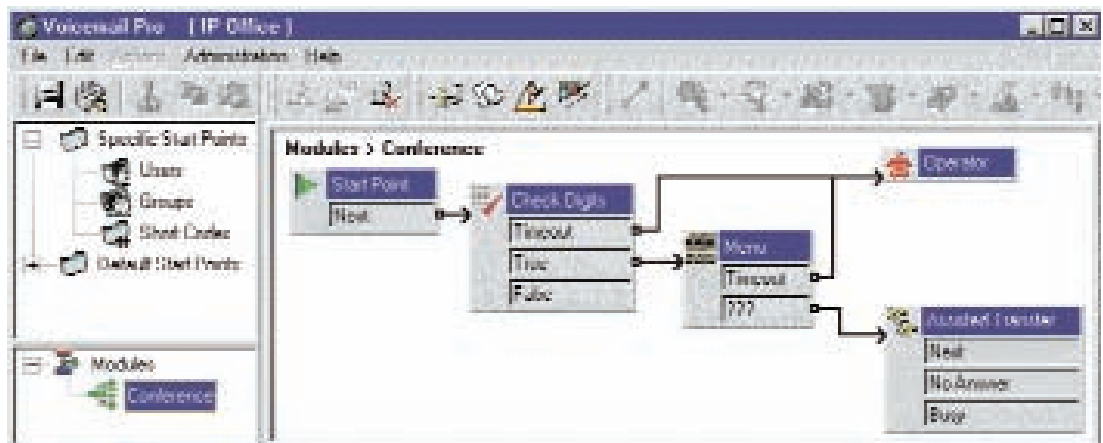 Voicemail Pro [ IP Office ]
File Edit Actions Administration Help
Specific Start Points
Users
Groups
Short Codes
Default Start Points
Modules
Conference
Modules > Conference
Start Point
Next
Check Digits
Timeout
True
False
Menu
Timeout
???
Operator
Assisted Transfer
Next
No Answer
Busy